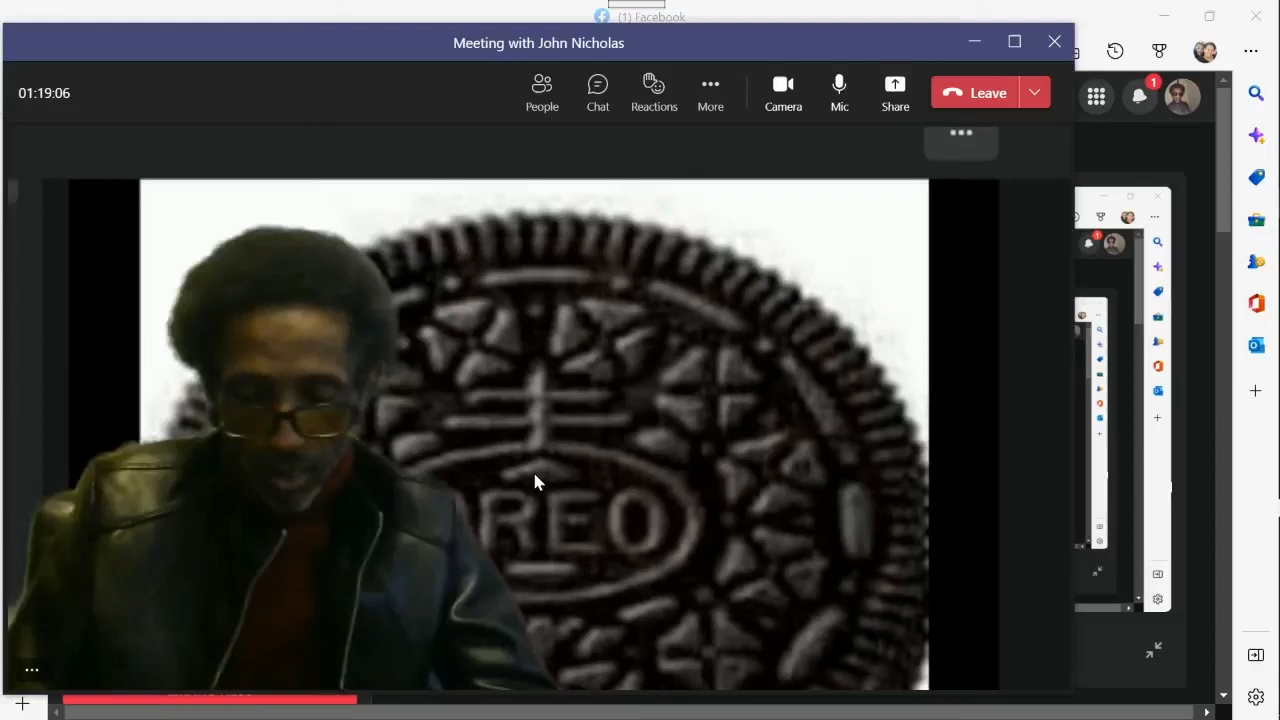 (1) Facebook
Meeting with John Nicholas
01:19:06
People
Chat
Reactions
More
Camera
Mic
Share
Leave
1
REO
1